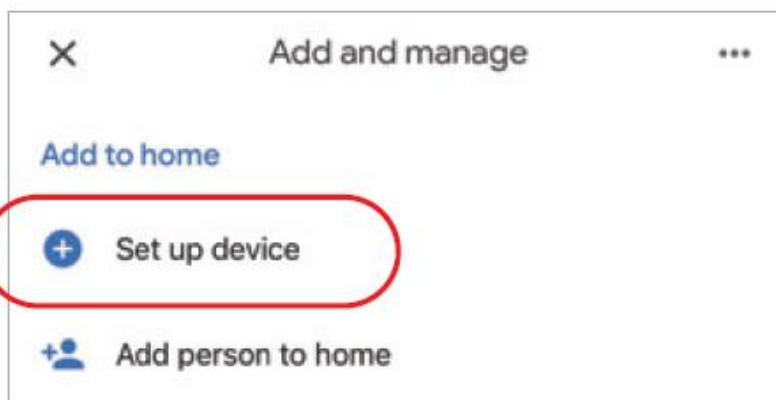 Add and manage
Add to home
Set up device
Add person to home